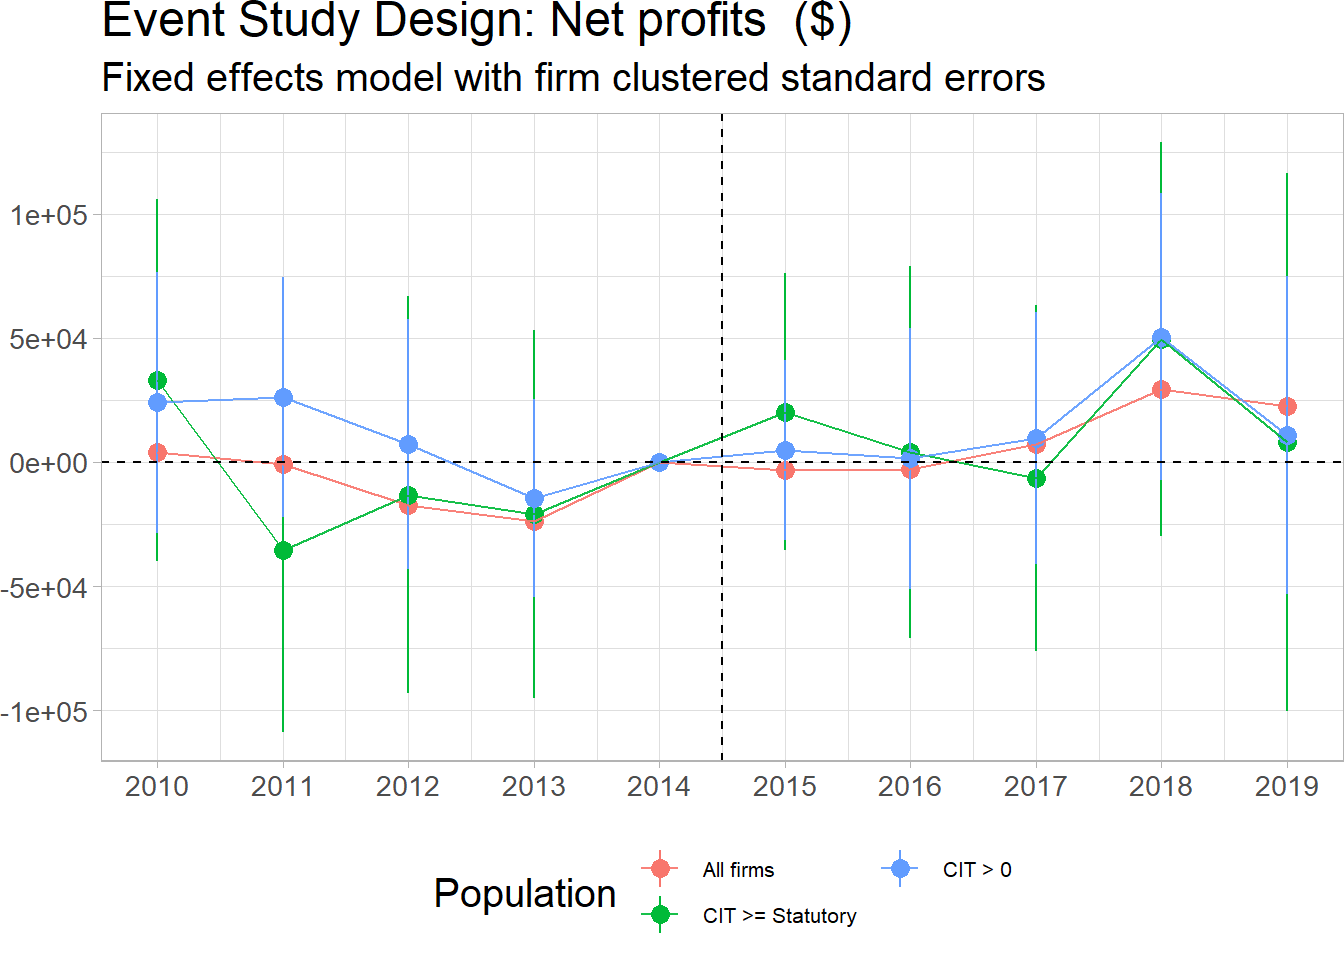 Event Study Design: Net profits  ($)
Fixed effects model with firm clustered standard errors
1e+05
5e+04
0e+00
-5e+04
-1e+05
2010 2011 2012 2013 2014 2015 2016 2017 2018 2019
Population
All firms
CIT >= Statutory
CIT > 0